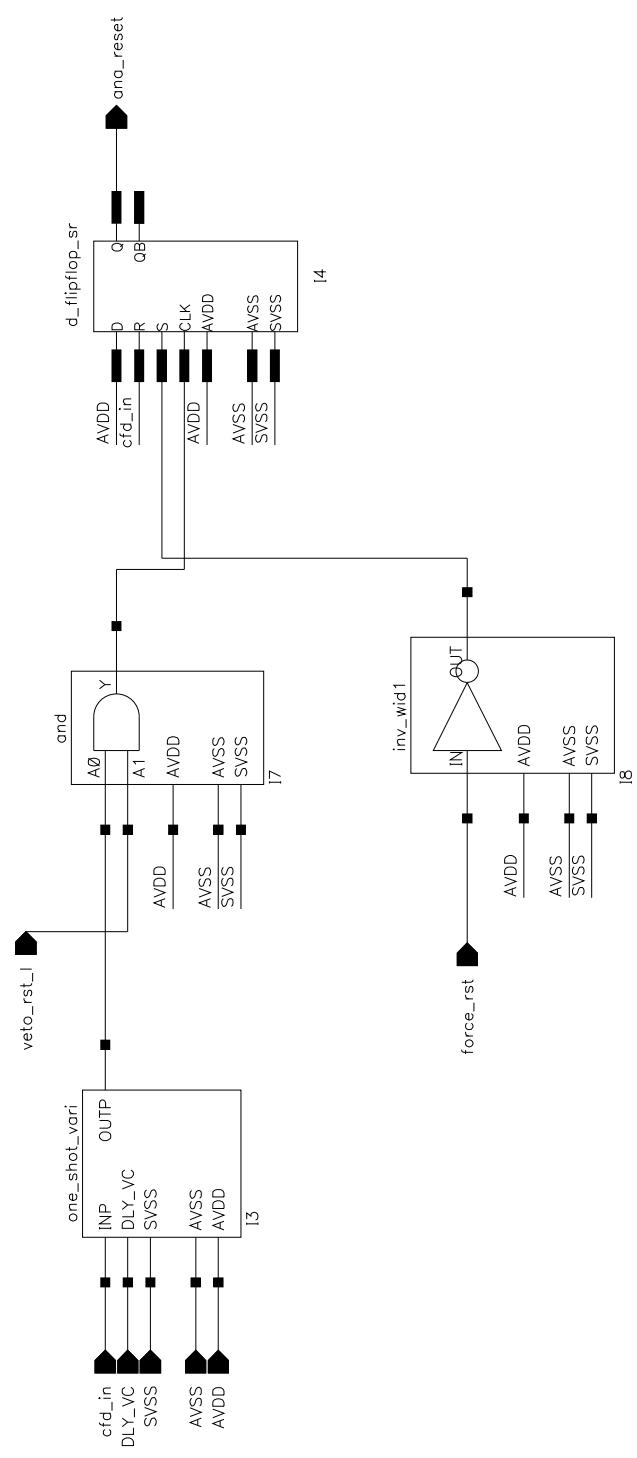 ana_reset
d_flipflop_sr
Q
QB
I4
D
R
S
CLK
AVDD
AVSS
SVSS
AVDD
cfd_in
AVDD
AVSS
SVSS
and
Y
A0
A1
AVDD
AVSS
SVSS
I7
AVDD
AVSS
SVSS
inv_wid1
OUT
IN
AVDD
AVSS
SVSS
I8
AVDD
AVSS
SVSS
veto_rst_l
force_rst
one_shot_vari
OUTP
INP
DLY_VC
SVSS
AVSS
AVDD
I3
cfd_in
DLY_VC
SVSS
AVSS
AVDD